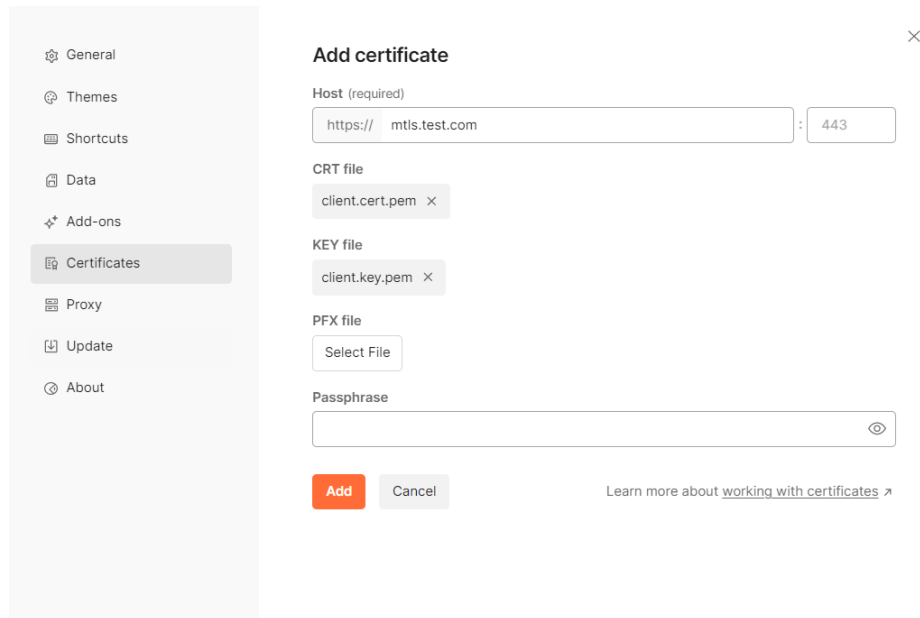 General
Themes
Shortcuts
Data
Add-ons
Certificates
Proxy
Update
About
Add certificate
Host (required)
https:// mtls.test.com : 443
CRT file
client.cert.pem
KEY file
client.key.pem
PFX file
Select File
Passphrase
Add Cancel Learn more about working with certificates